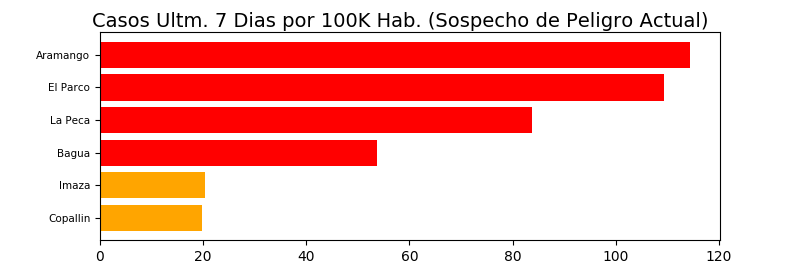 Casos Ultm. 7 Dias por 100K Hab. (Sospecho de Peligro Actual)
Aramango
El Parco
La Peca
Bagua
Imaza
Copallin
0 20 40 60 80 100 120